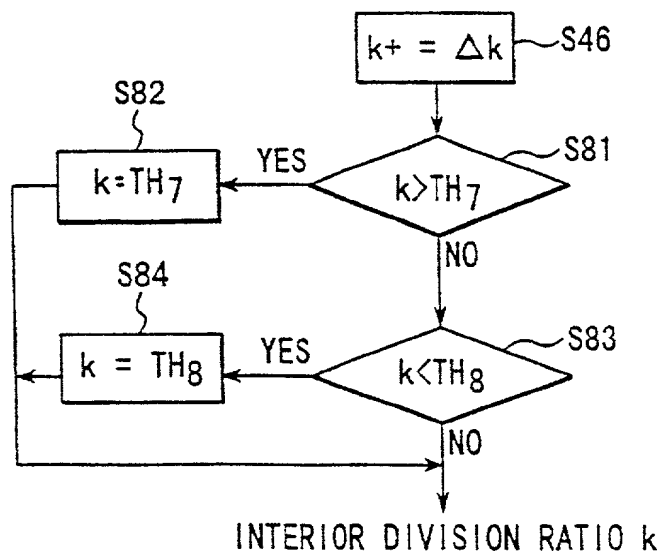 k+ = Δk
S46
S82
k=TH7
YES
S81
k>TH7
NO
S84
k = TH8
YES
S83
k<TH8
NO
INTERIOR DIVISION RATIO k